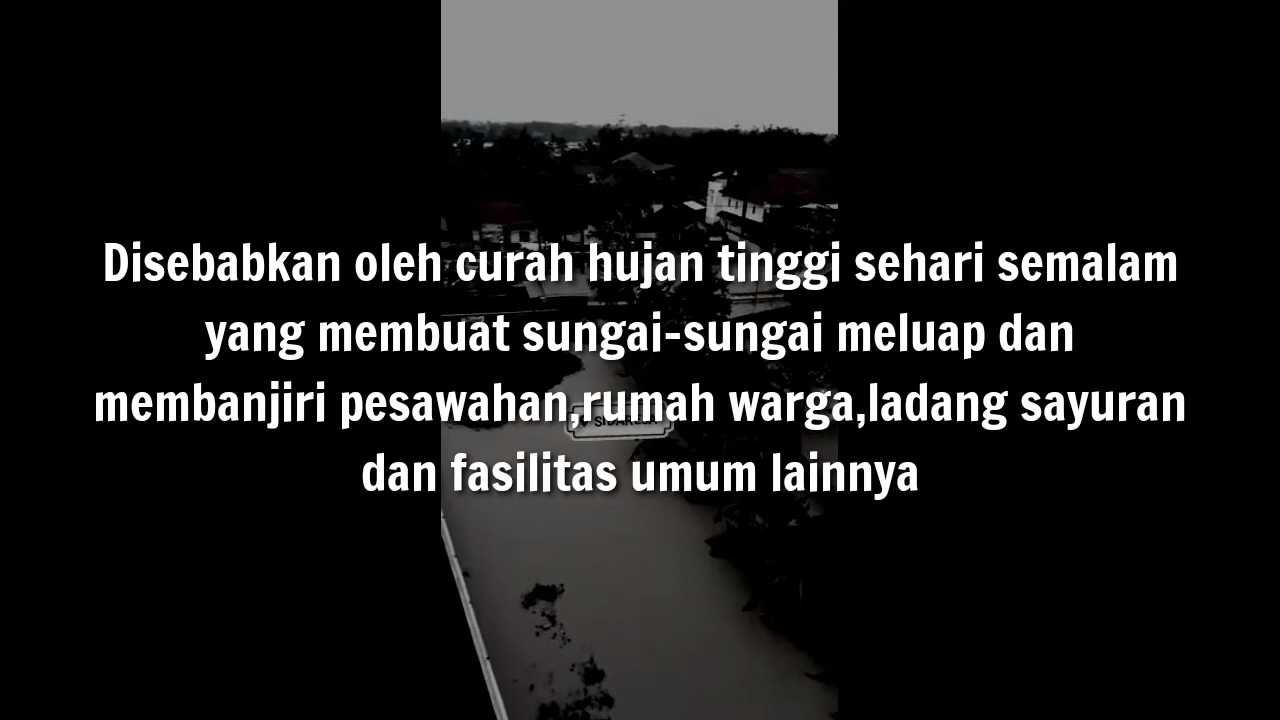 Disebabkan oleh curah hujan tinggi sehari semalam
yang membuat sungai-sungai meluap dan
membanjiri pesawahan,rumah warga,ladang sayuran
dan fasilitas umum lainnya